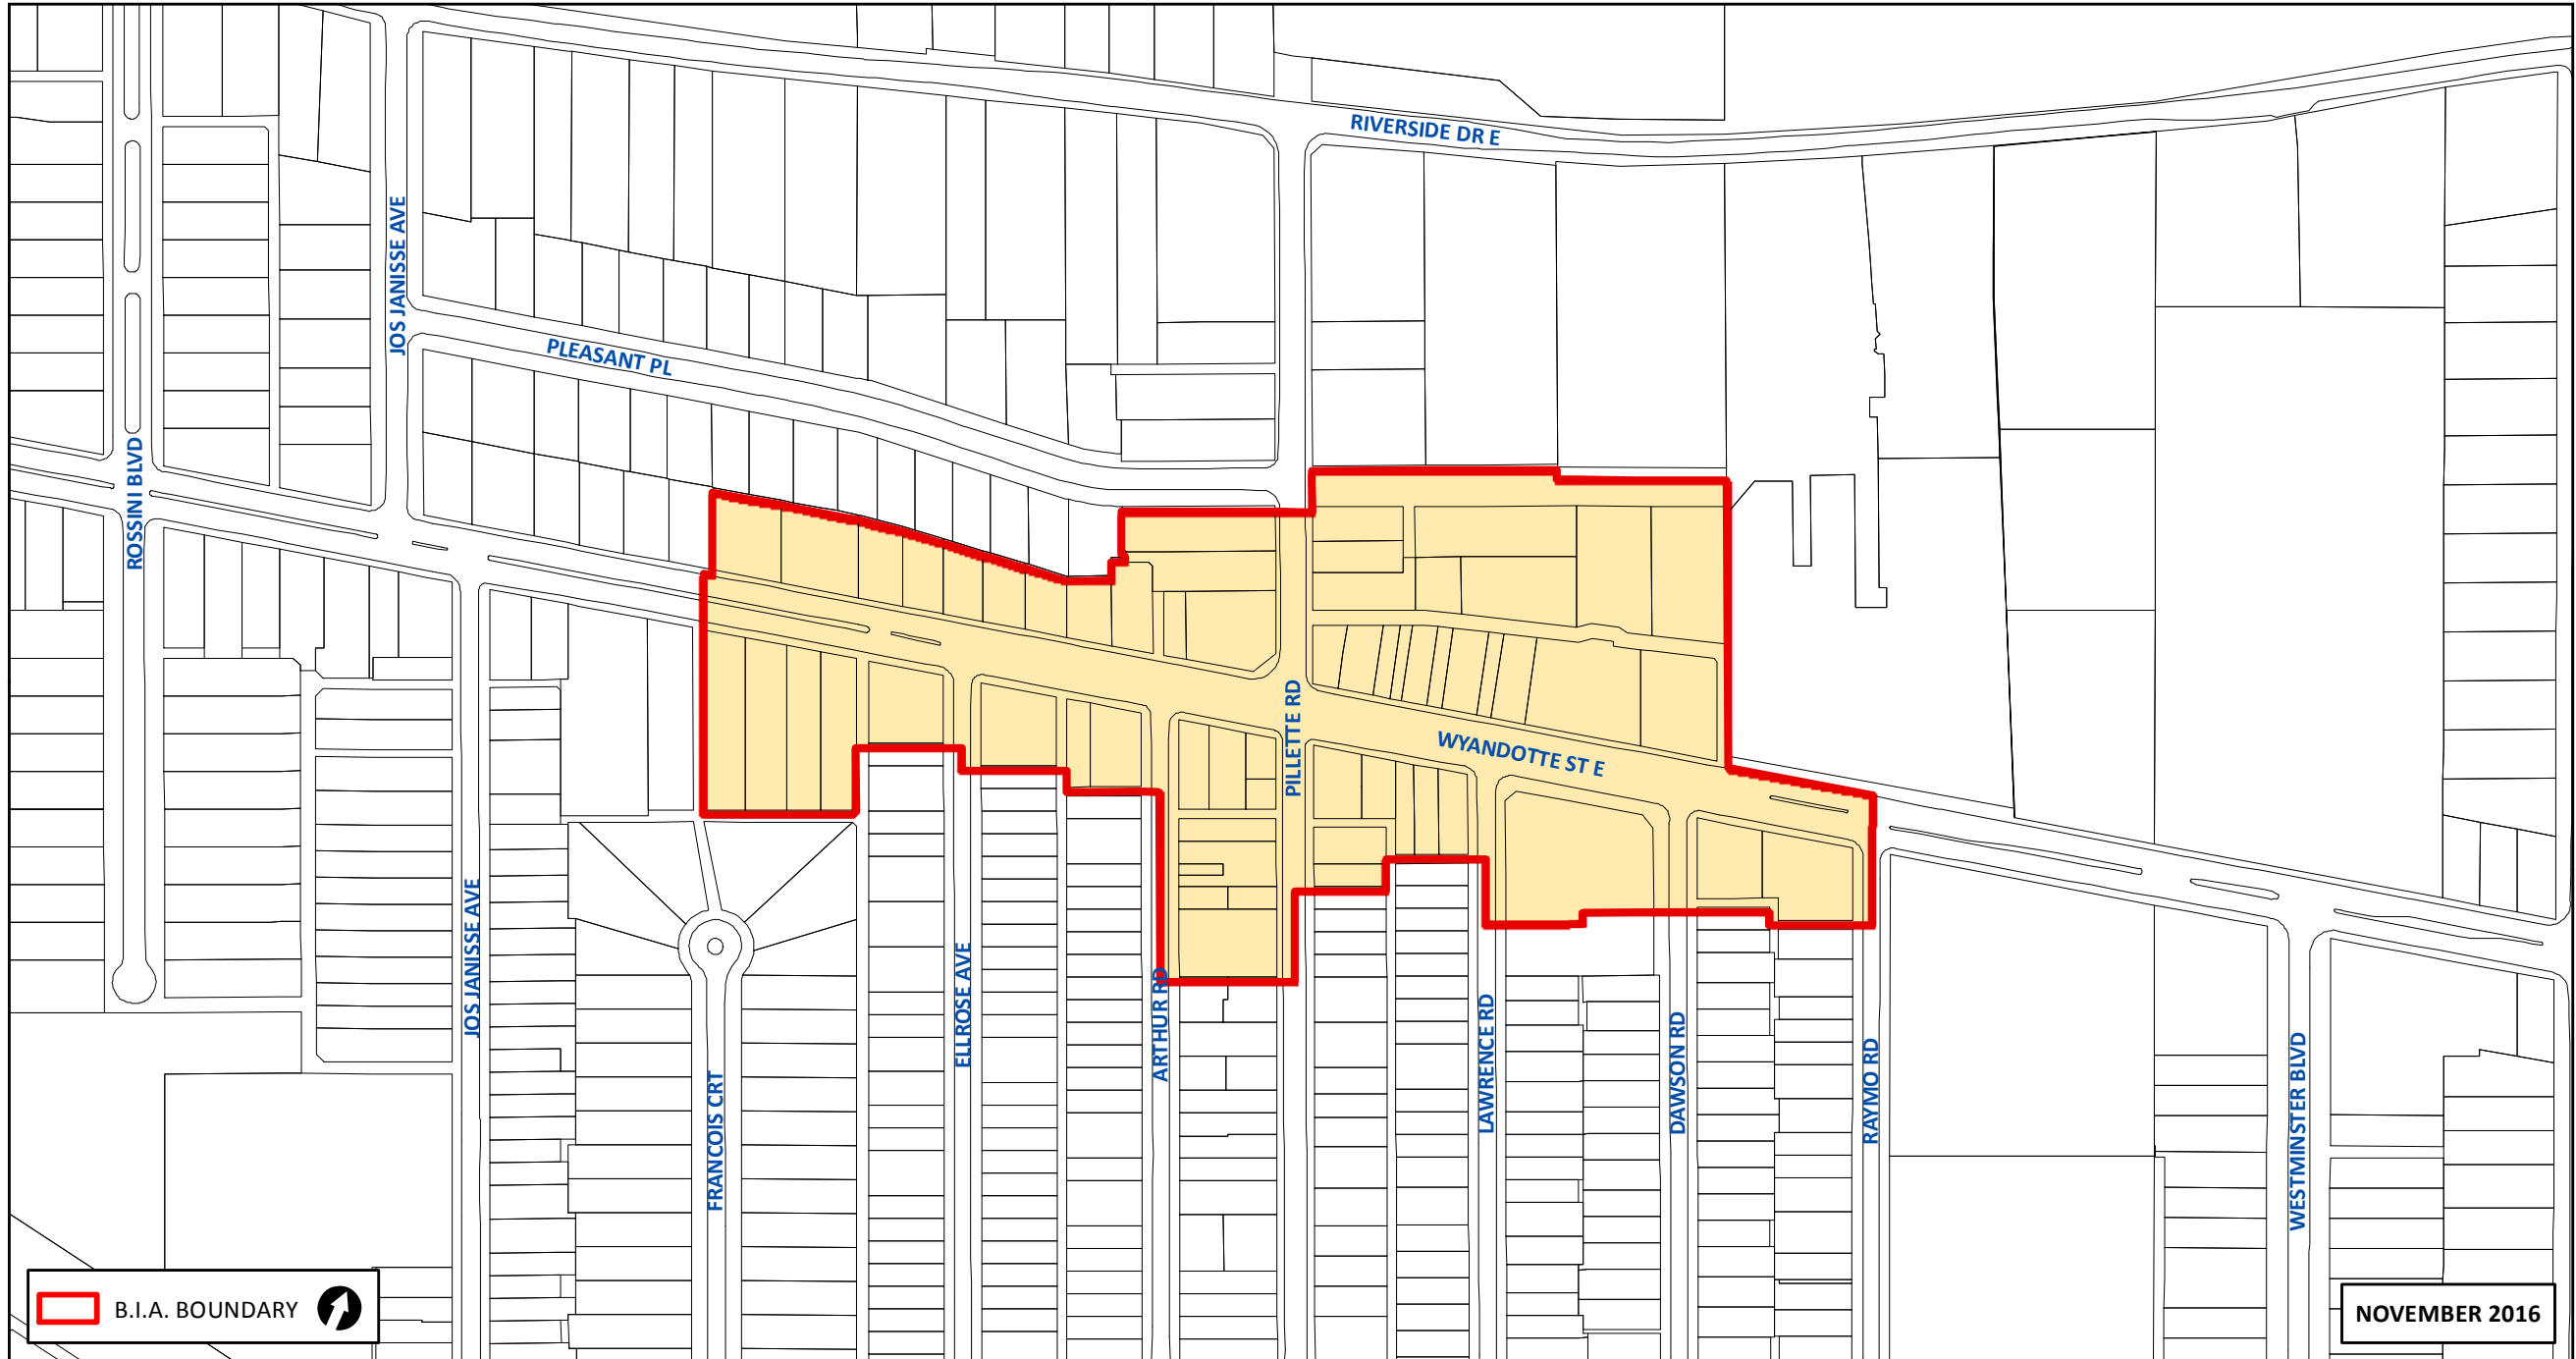 RIVERSIDE DR E
JOS JANISSE AVE
PLEASANT PL
ROSSINI BLVD
PILLETTE RD
WYANDOTTE ST E
JOS JANISSE AVE
ELLROSE AVE
ARTHUR RD
LAWRENCE RD
DAWSON RD
RAYMO RD
WESTMINSTER BLVD
FRANCOIS CRT
B.I.A. BOUNDARY
NOVEMBER 2016